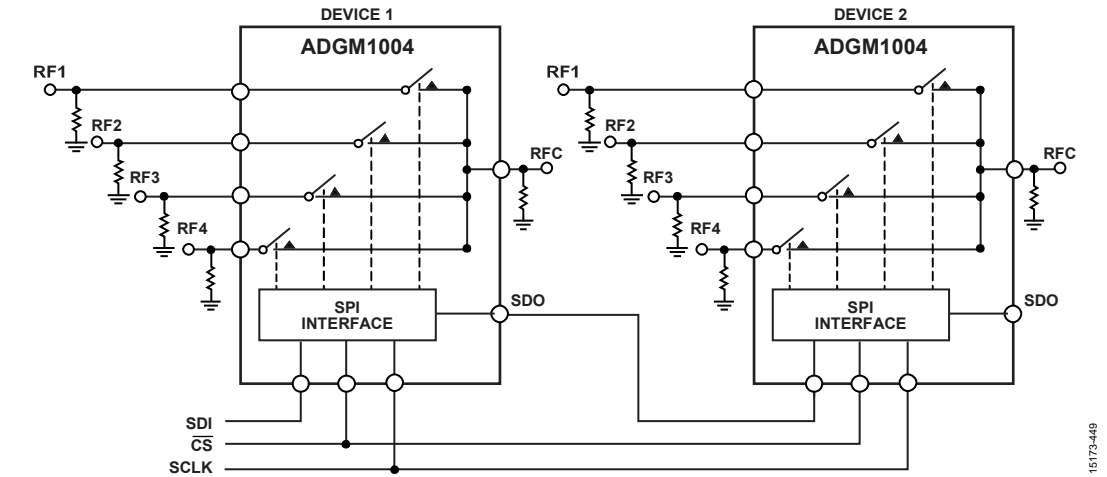 DEVICE 1
ADGM1004
RF1
RF2
RF3
RF4
RFC
SPI
INTERFACE
SDO
SDI
CS
SCLK
DEVICE 2
ADGM1004
RF1
RF2
RF3
RF4
RFC
SPI
INTERFACE
SDO
15173-449